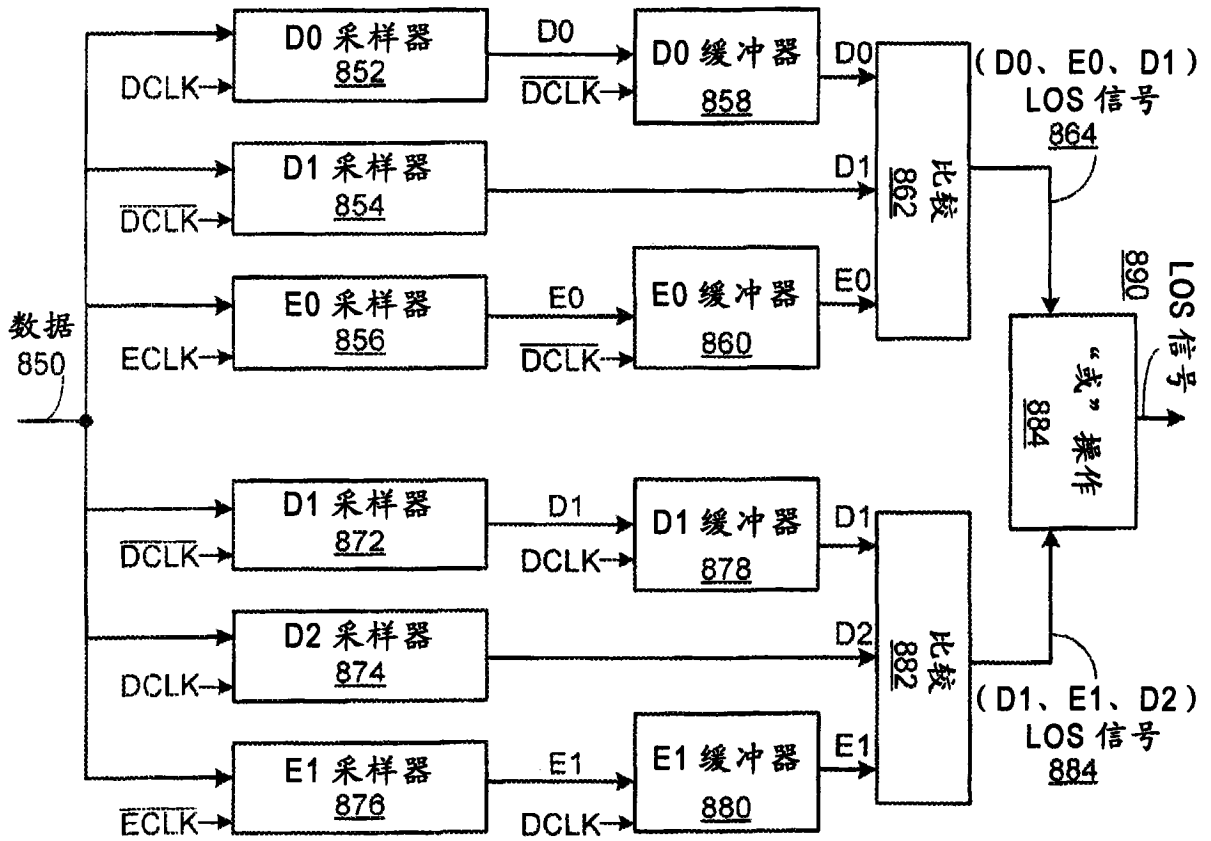 D0 采样器
852
DCLK
D0
D0 缓冲器
858
D̅C̅L̅K̅
D0
D1 采样器
854
D̅C̅L̅K̅
D1
E0 采样器
856
ECLK
E0
E0 缓冲器
860
D̅C̅L̅K̅
E0
比较
862
(D0、E0、D1)
LOS 信号
864
数据
850
“或”操作
884
LOS 信号
890
D1 采样器
872
D̅C̅L̅K̅
D1
D1 缓冲器
878
DCLK
D1
D2 采样器
874
DCLK
D2
E1 采样器
876
E̅C̅L̅K̅
E1
E1 缓冲器
880
DCLK
E1
比较
882
(D1、E1、D2)
LOS 信号
884